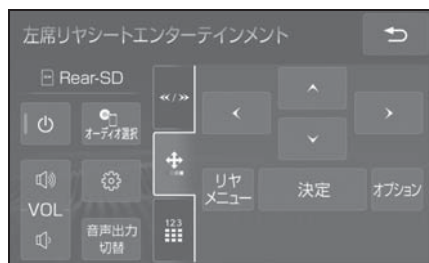 左席リヤシートエンターテインメント
Rear-SD
オーディオ選択
リヤ
メニュー
決定
オプション
VOL
音声出力
切替
123